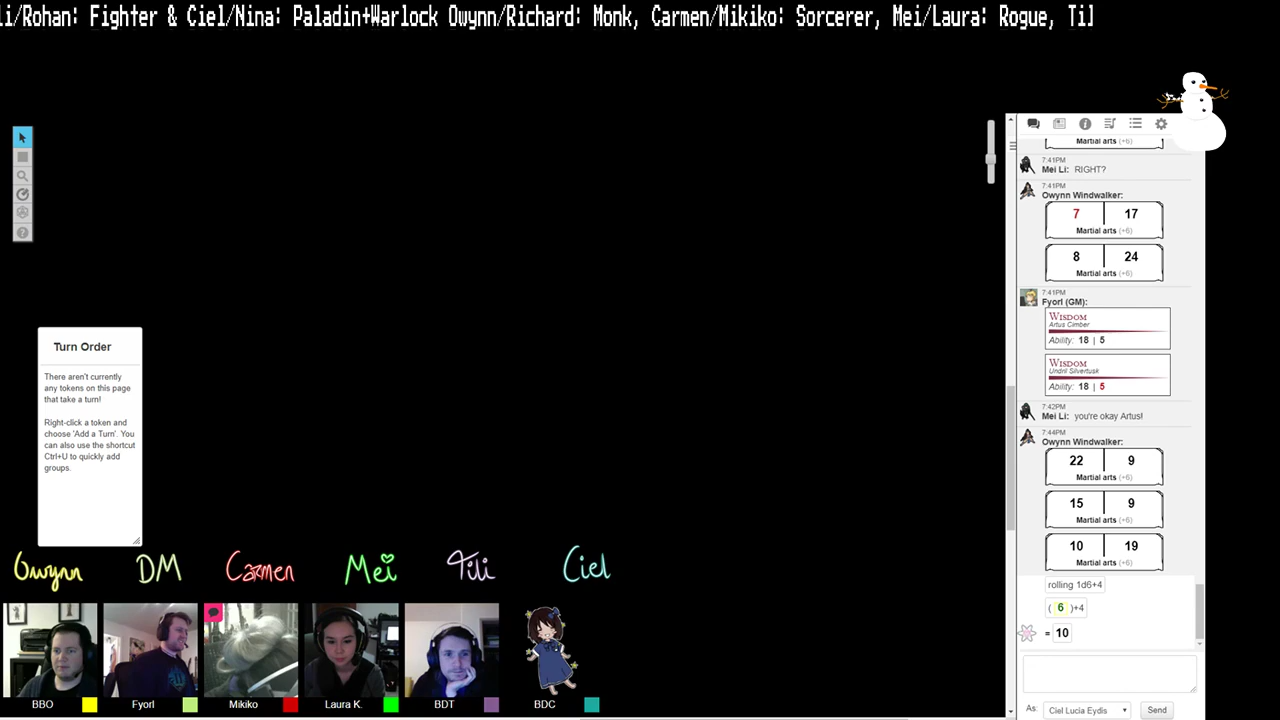 li/Rohan: Fighter & Ciel/Nina: Paladin+Warlock Owynn/Richard: Monk, Carmen/Mikiko: Sorcerer, Mei/Laura: Rogue, Til
Martial arts (+6)
7:41PM
Mei Li: RIGHT?
7:41PM
Owynn Windwalker:
7 17
Martial arts (+6)
8 24
Martial arts (+6)
7:41PM
Fyorl (GM):
WISDOM
Artus Cimber
Ability: 18 | 5
WISDOM
Undril Silvertusk
Ability: 18 | 5
7:42PM
Mei Li: you're okay Artus!
7:44PM
Owynn Windwalker:
22 9
Martial arts (+6)
15 9
Martial arts (+6)
10 19
Martial arts (+6)
rolling 1d6+4
(6)+4
= 10
As: Ciel Lucia Eydis
Send
Turn Order
There aren't currently
any tokens on this page
that take a turn!
Right-click a token and
choose 'Add a Turn'. You
can also use the shortcut
Ctrl+U to quickly add
groups.
Owynn DM Carmen Mei Tili Ciel
BBO Fyorl Mikiko Laura K. BDT BDC